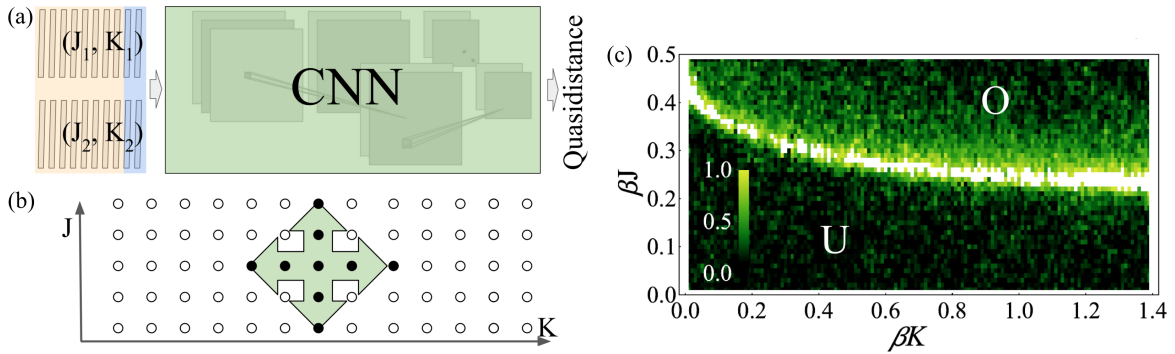 (a)
(J1, K1)
(J2, K2)
CNN
Quasidistance
(b)
J
K
(c)
βJ
0.5
0.4
0.3
0.2
0.1
0.0
O
U
1.0
0.5
0.0
0.0 0.2 0.4 0.6 0.8 1.0 1.2 1.4
βK